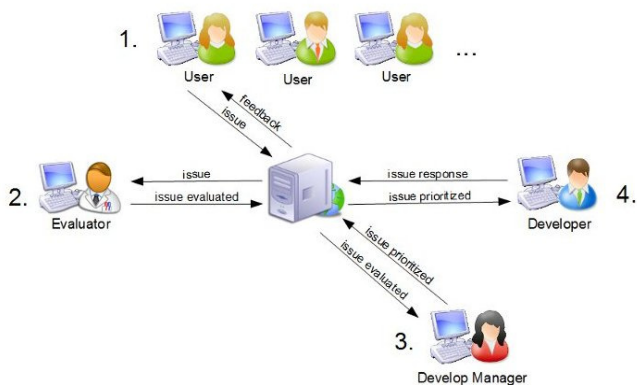 1.
User
User
User
...
issue
feedback
2.
Evaluator
issue
issue evaluated
issue response
issue prioritized
Developer
4.
issue prioritized
issue evaluated
3.
Develop Manager